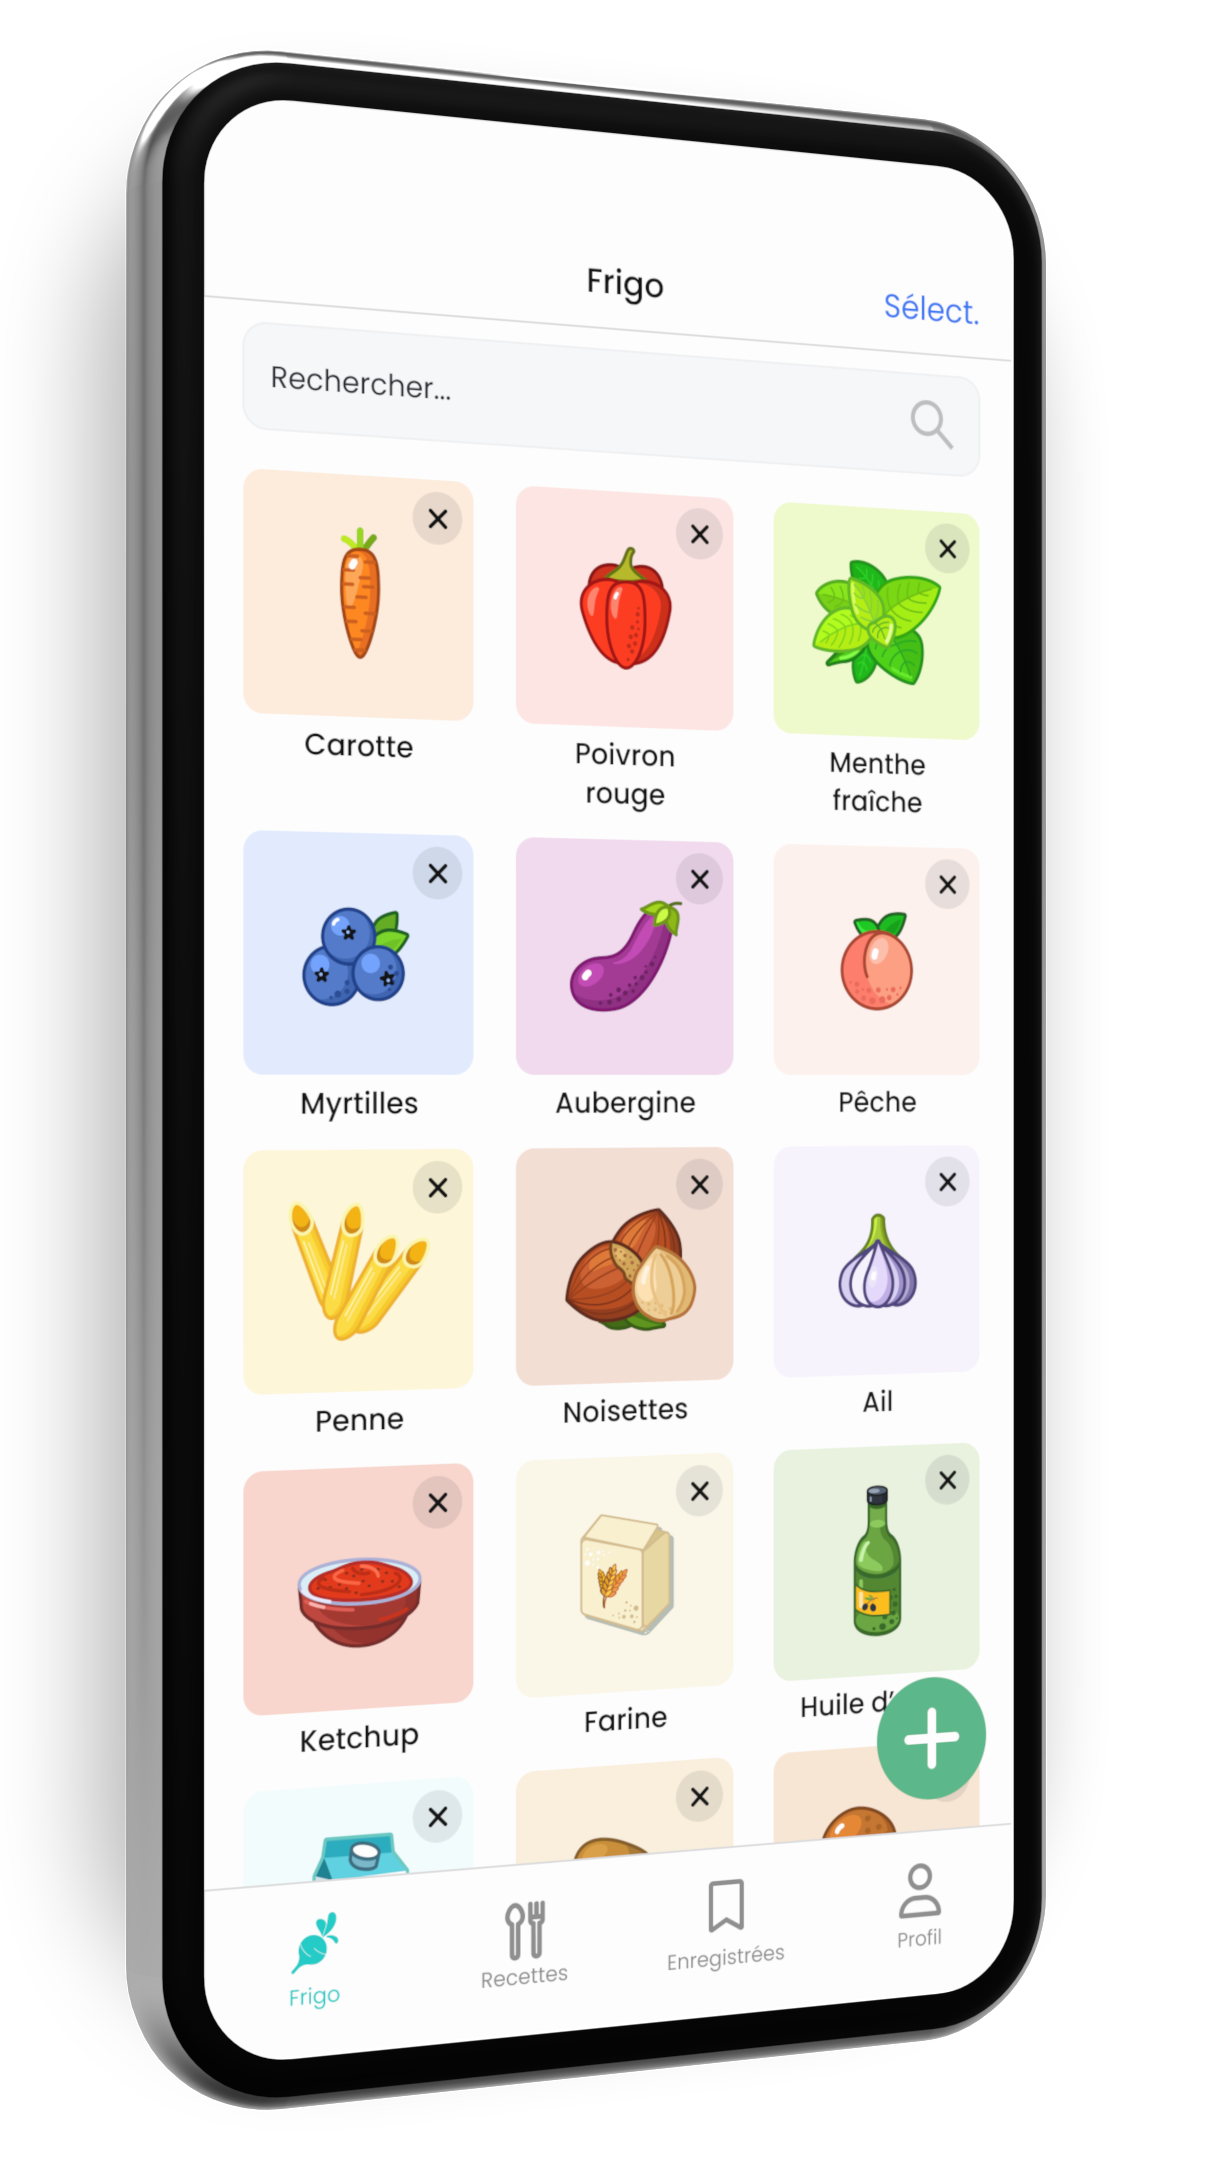 Frigo
Sélect.
Rechercher...
Carotte
Poivron
rouge
Menthe
fraîche
Myrtilles
Aubergine
Pêche
Penne
Noisettes
Ail
Ketchup
Farine
Huile d'
Frigo
Recettes
Enregistrées
Profil